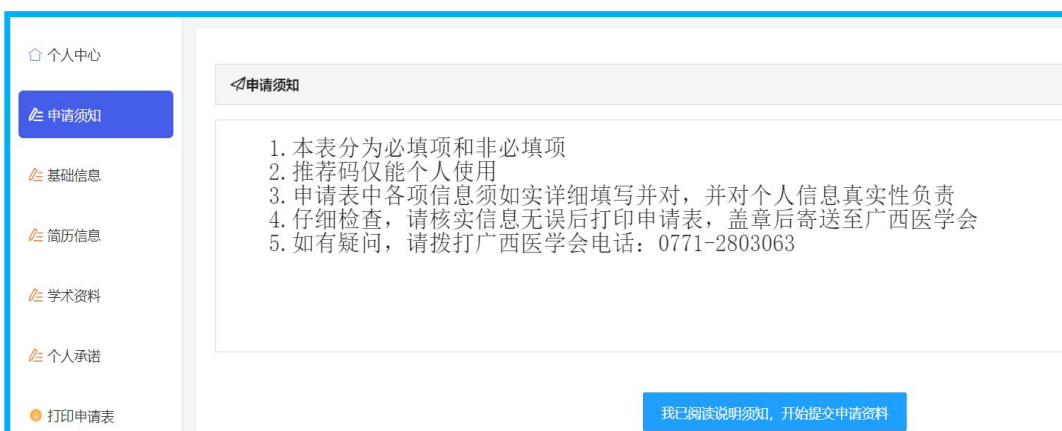 个人中心
申请须知
基础信息
简历信息
学术资料
个人承诺
打印申请表
申请须知
1.本表分为必填项和非必填项
2.推荐码仅能个人使用
3.申请表中各项信息须如实详细填写并对，并对个人信息真实性负责
4.仔细检查，请核实信息无误后打印申请表，盖章后寄送至广西医学会
5.如有疑问，请拨打广西医学会电话：0771-2803063
我已阅读说明须知，开始提交申请资料